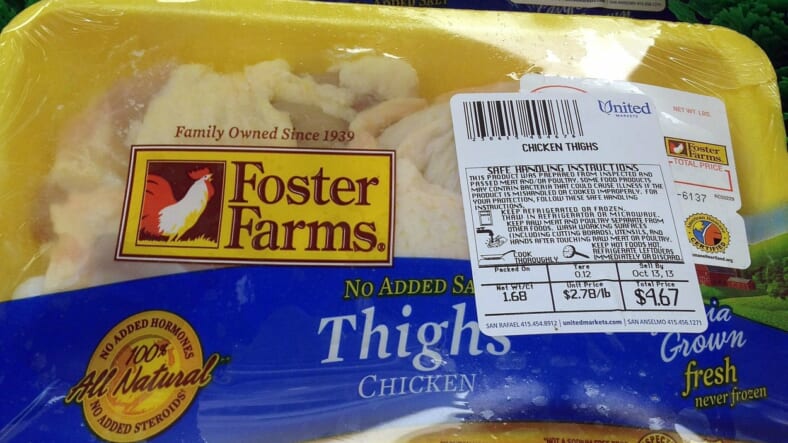 ADDED SALT
Family Owned Since 1939
Foster
Farms®
NO ADDED SA
Thighs
CHICKEN
NO ADDED HORMONES
100%
All Natural
NO ADDED STEROIDS
United
MARKETS
CHICKEN THIGHS
SAFE HANDLING INSTRUCTIONS
THIS PRODUCT WAS PREPARED FROM INSPECTED AND
PASSED MEAT AND/OR POULTRY. SOME FOOD PRODUCTS
MAY CONTAIN BACTERIA THAT COULD CAUSE ILLNESS IF THE
PRODUCT IS MISHANDLED OR COOKED IMPROPERLY. FOR
YOUR PROTECTION, FOLLOW THESE SAFE HANDLING
INSTRUCTIONS.
KEEP REFRIGERATED OR FROZEN.
THAW IN REFRIGERATOR OR MICROWAVE.
KEEP RAW MEAT AND POULTRY SEPARATE FROM
OTHER FOODS. WASH WORKING SURFACES
(INCLUDING CUTTING BOARDS), UTENSILS, AND
HANDS AFTER TOUCHING RAW MEAT OR POULTRY.
COOK
THOROUGHLY
KEEP HOT FOODS HOT.
REFRIGERATE LEFTOVERS
IMMEDIATELY OR DISCARD.
Packed On
Tare
0.12
Sell By
Oct 13, 13
Net Wt/Ct
1.68
Unit Price
$2.78/lb
Total Price
$4.67
SAN RAFAEL 415.454.8912 | unitedmarkets.com | SAN ANSELMO 415.456.1271
NET WT. LBS.
Foster
Farms
TOTAL PRICE
-6137
nia
Grown
fresh
never frozen